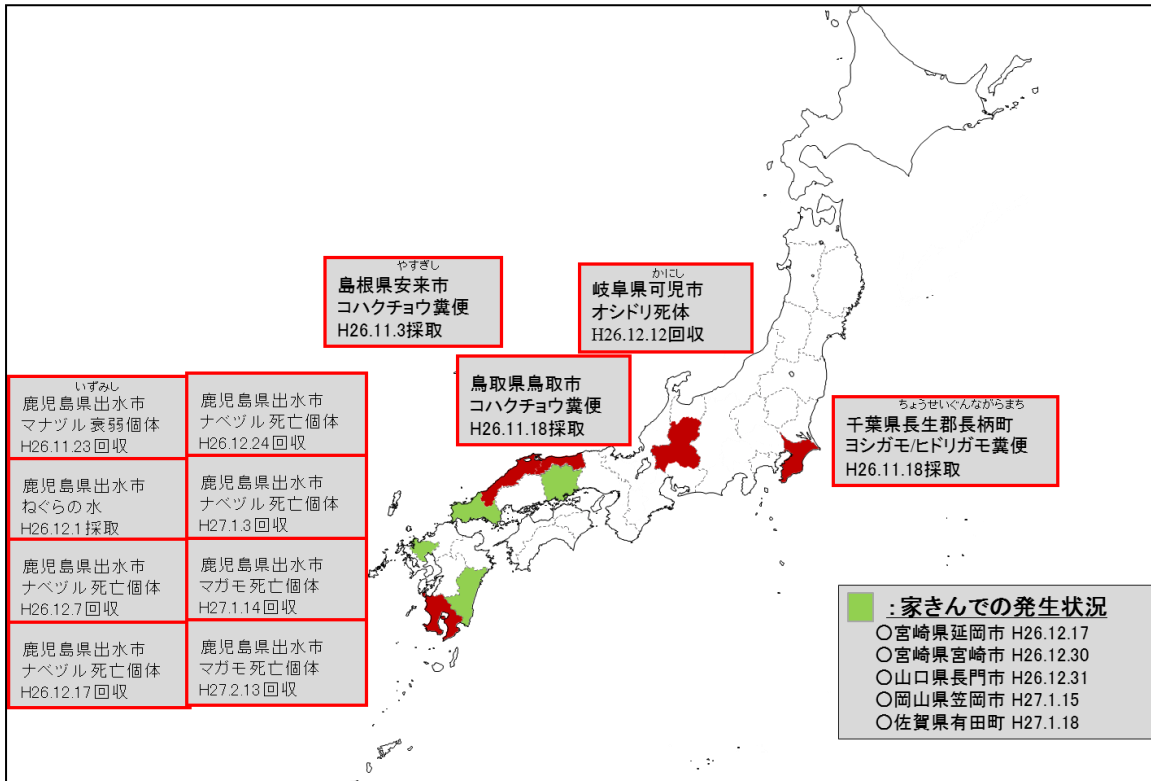 やすぎし
島根県安来市
コハクチョウ糞便
H26.11.3採取
かにし
岐阜県可児市
オシドリ死体
H26.12.12回収
鳥取県鳥取市
コハクチョウ糞便
H26.11.18採取
ちょうせいぐんながらまち
千葉県長生郡長柄町
ヨシガモ/ヒドリガモ糞便
H26.11.18採取
いずみし
鹿児島県出水市
マナヅル衰弱個体
H26.11.23回収
鹿児島県出水市
ナベヅル死亡個体
H26.12.24回収
鹿児島県出水市
ねぐらの水
H26.12.1採取
鹿児島県出水市
ナベヅル死亡個体
H27.1.3回収
鹿児島県出水市
ナベヅル死亡個体
H26.12.7回収
鹿児島県出水市
マガモ死亡個体
H27.1.14回収
鹿児島県出水市
ナベヅル死亡個体
H26.12.17回収
鹿児島県出水市
マガモ死亡個体
H27.2.13回収
:家きんでの発生状況
○宮崎県延岡市 H26.12.17
○宮崎県宮崎市 H26.12.30
○山口県長門市 H26.12.31
○岡山県笠岡市 H27.1.15
○佐賀県有田町 H27.1.18